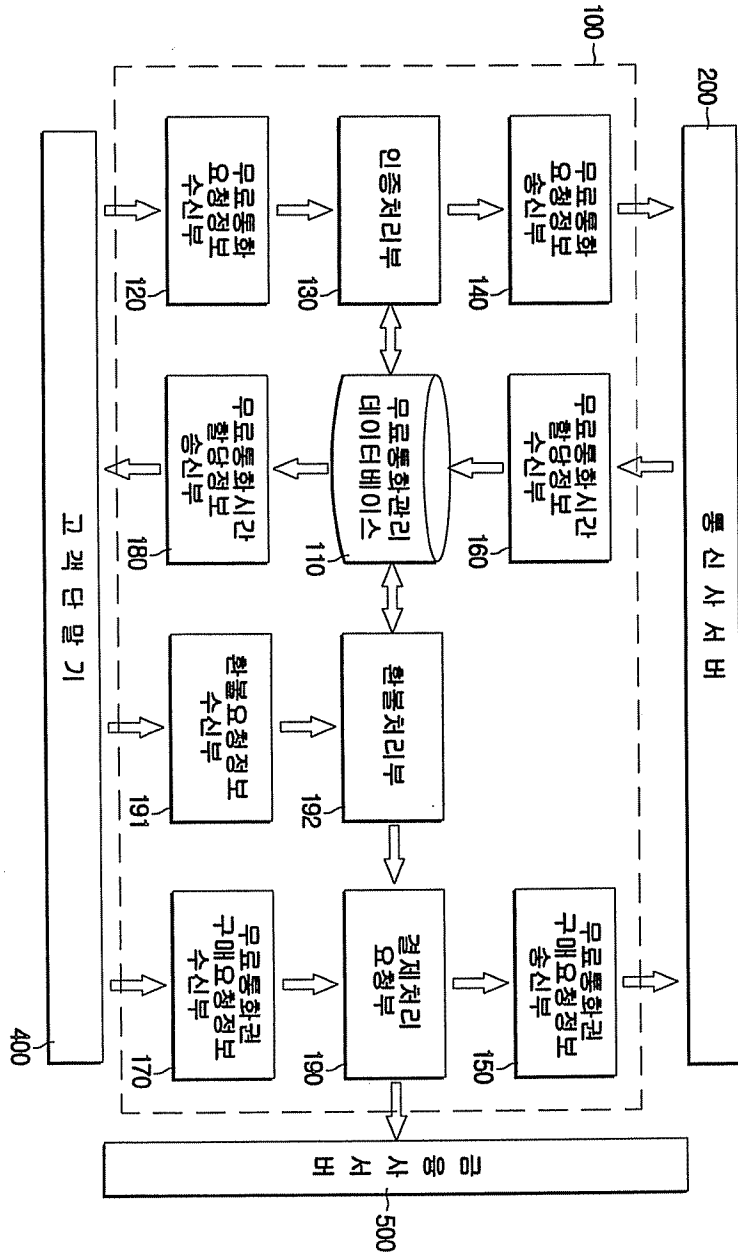 200
통신사서버
100
무료통화
요청정보
송신부
140
무료통화시간
할당정보
수신부
160
무료통화권
구매요청정보
송신부
150
인증처리부
130
무료통화관리
데이터베이스
110
환불처리부
192
결제처리
요청부
190
금융사서버
500
무료통화
요청정보
수신부
120
무료통화시간
할당정보
송신부
180
환불요청정보
수신부
191
무료통화권
구매요청정보
수신부
170
고객단말기
400